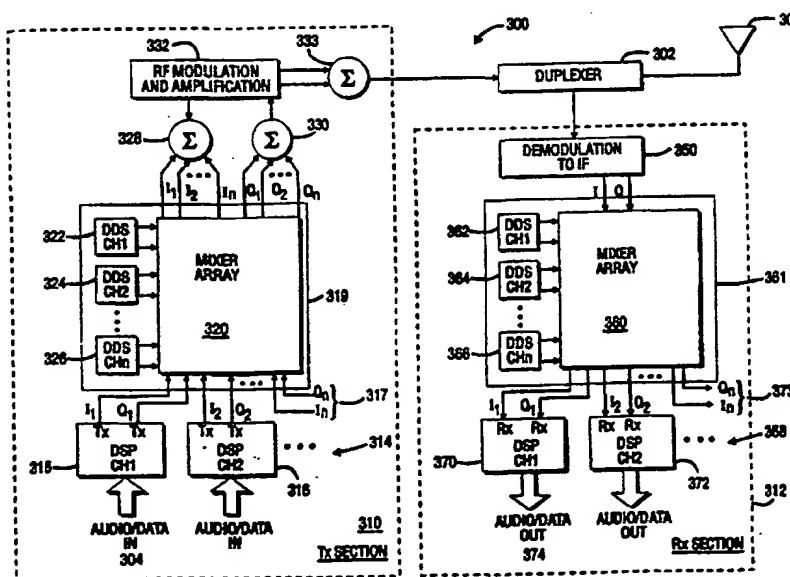 332
RF MODULATION
AND AMPLIFICATION
333
Σ
300
302
DUPLEXER
328
Σ
Σ
330
I1
I2
In
Q1
Q2
Qn
DEMODULATION
TO IF
350
I
Q
322
DDS
CH1
324
DDS
CH2
326
DDS
CHn
MIXER
ARRAY
320
319
362
DDS
CH1
364
DDS
CH2
366
DDS
CHn
MIXER
ARRAY
360
361
I1
Q1
I2
Q2
Qn
In
317
Tx
Tx
DSP
CH1
315
Tx
Tx
DSP
CH2
316
314
AUDIO/DATA
IN
304
AUDIO/DATA
IN
310
Tx SECTION
I1
Q1
I2
Q2
Qn
In
373
Rx
Rx
DSP
CH1
370
Rx
Rx
DSP
CH2
372
368
AUDIO/DATA
OUT
374
AUDIO/DATA
OUT
312
Rx SECTION